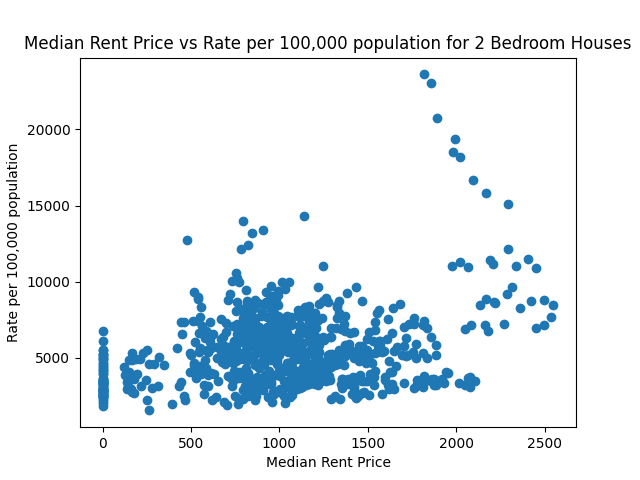 Median Rent Price vs Rate per 100,000 population for 2 Bedroom Houses
Rate per 100,000 population
20000
15000
10000
5000
0 500 1000 1500 2000 2500
Median Rent Price